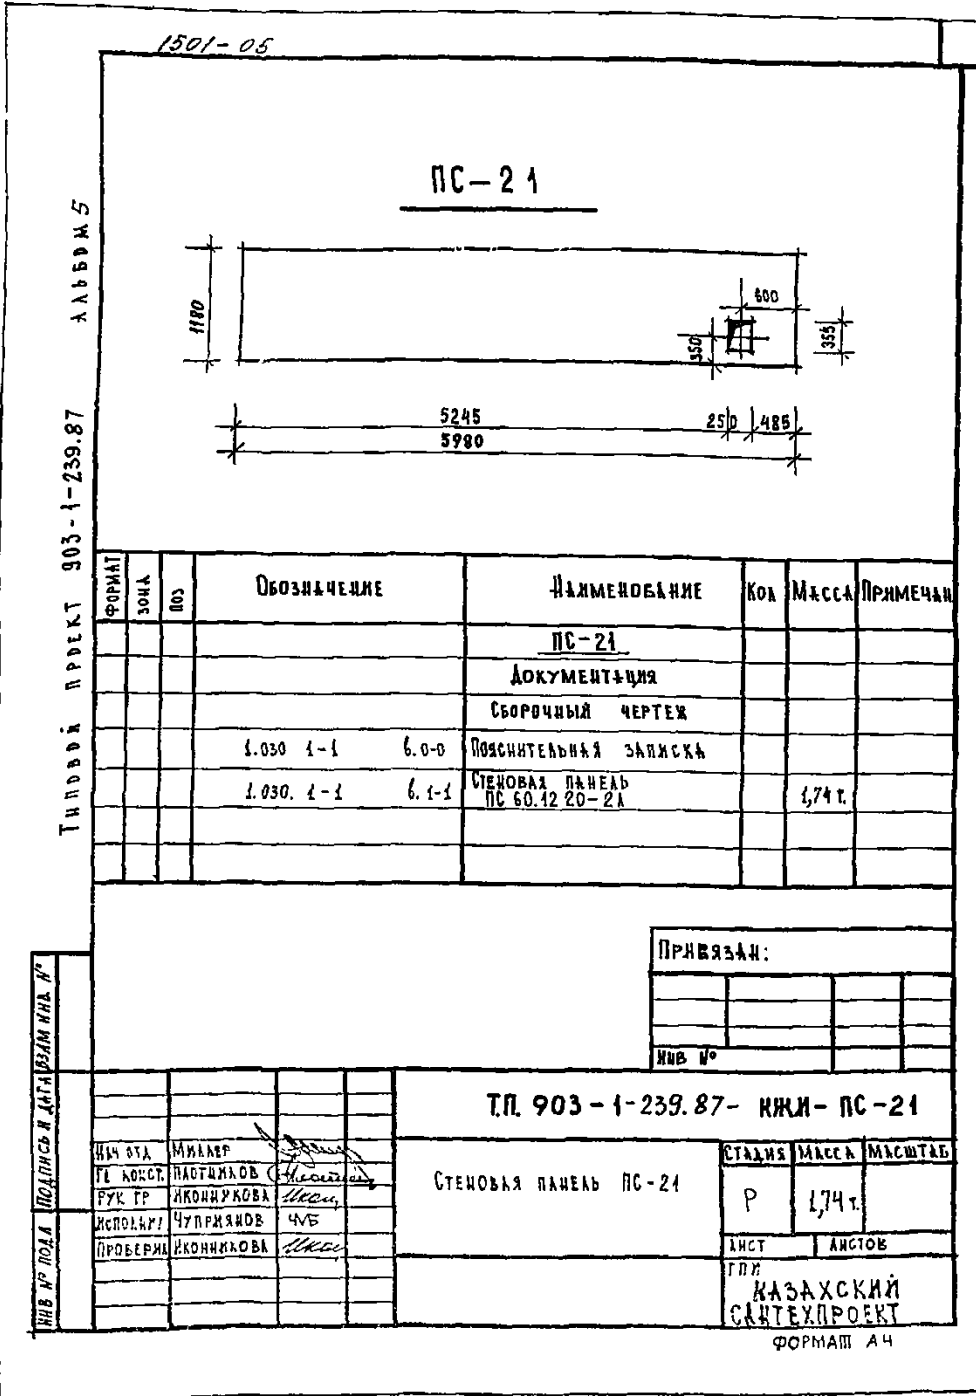 1501-05
ПС-21
АЛЬБОМ 5
ТИПОВОЙ ПРОЕКТ 903-1-239.87
1180
600
350
355
5245
250
485
5980
ФОРМАТ ЗОНА ПОЗ ОБОЗНАЧЕНИЕ НАИМЕНОВАНИЕ КОЛ МАССА ПРИМЕЧАН
ПС-21
ДОКУМЕНТАЦИЯ
СБОРОЧНЫЙ ЧЕРТЕЖ
1.030 1-1 В.0-0 ПОЯСНИТЕЛЬНАЯ ЗАПИСКА
1.030. 1-1 В.1-1 СТЕНОВАЯ ПАНЕЛЬ
ПС 60.12 20-2Л 1,74 т.
ПРИВЯЗАН:
ИНВ №
ВЗАМ ИНВ. №
ПОДПИСЬ И ДАТА
ИНВ № ПОДЛ
Т.П. 903-1-239.87- КЖИ-ПС-21
НАЧ ОТД МИЛЛЕР
ГЛ КОНСТ. ПЛОТНИКОВ
РУК ГР ИКОННИКОВА
ИСПОЛНИ ЧУПРИЯНОВ
ПРОВЕРИЛ ИКОННИКОВА
СТЕНОВАЯ ПАНЕЛЬ ПС-21
СТАДИЯ МАССА МАСШТАБ
Р 1,74 т.
ЛИСТ ЛИСТОВ
ГПИ
КАЗАХСКИЙ
САНТЕХПРОЕКТ
ФОРМАТ А4